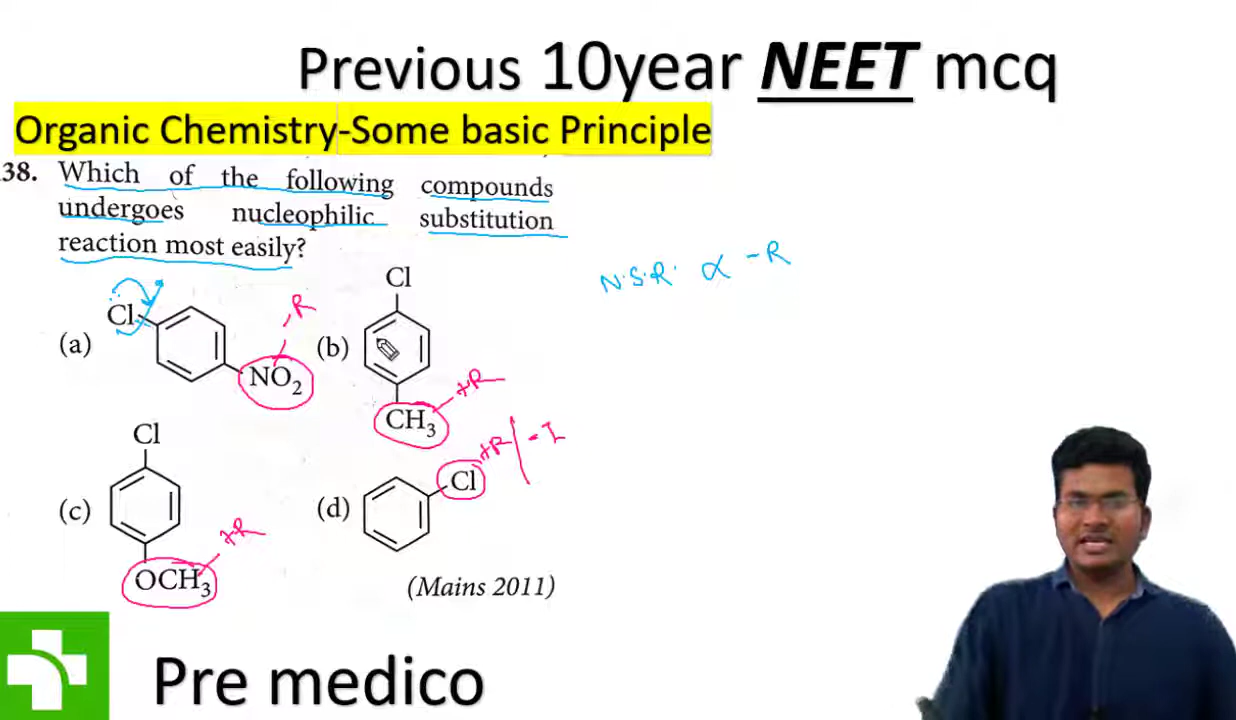 Previous 10year NEET mcq
Organic Chemistry-Some basic Principle
38. Which of the following compounds
undergoes nucleophilic substitution
reaction most easily?
N.S.R. ∝ -R
Cl
-R
(a)
NO2
Cl
(b)
CH3
+R
Cl
(c)
OCH3
+R
(d)
Cl
+R/-I
(Mains 2011)
Pre medico